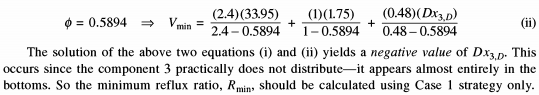 ϕ = 0.5894 ⇒ V_min = (2.4)(33.95)/(2.4 – 0.5894) + (1)(1.75)/(1 – 0.5894) + (0.48)(Dx_{3,D})/(0.48 – 0.5894) (ii)
The solution of the above two equations (i) and (ii) yields a negative value of Dx_{3,D}. This
occurs since the component 3 practically does not distribute—it appears almost entirely in the
bottoms. So the minimum reflux ratio, R_min, should be calculated using Case 1 strategy only.